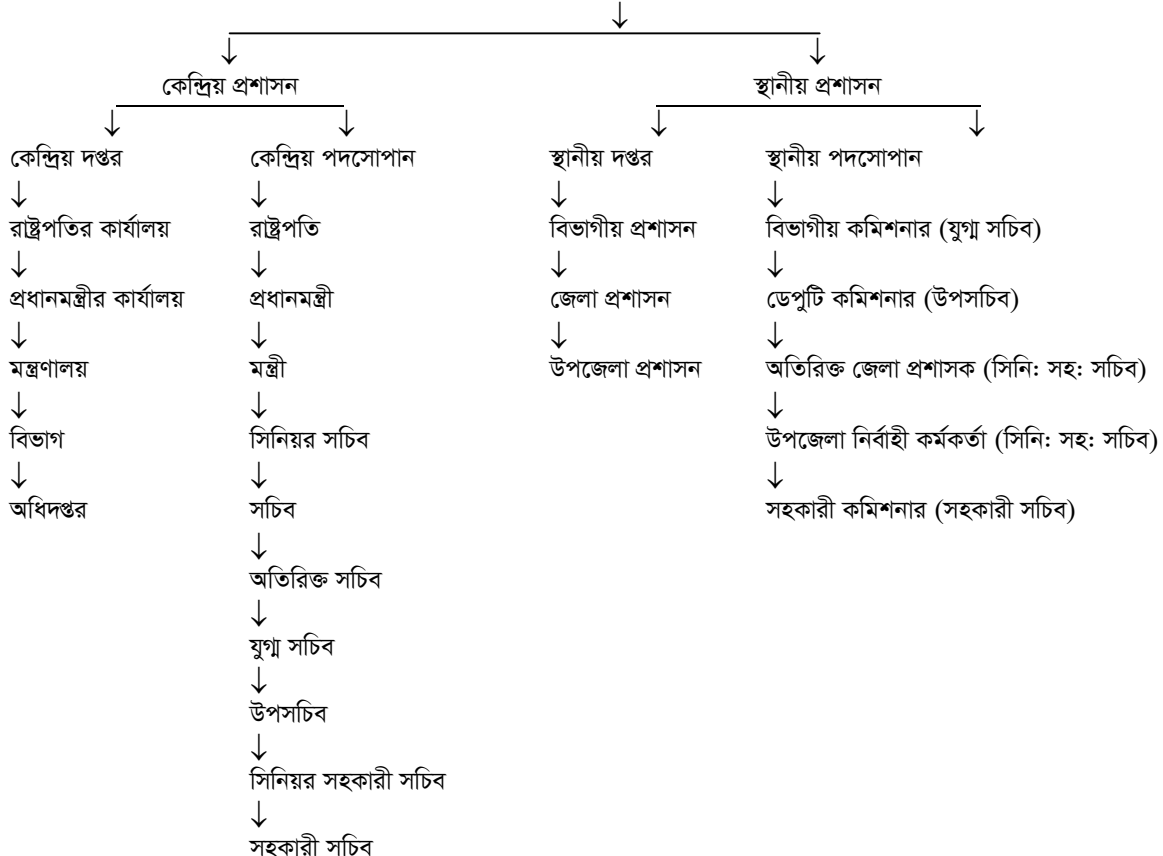 ↓
↓ ↓
কেন্দ্রিয় প্রশাসন স্থানীয় প্রশাসন
↓ ↓ ↓ ↓
কেন্দ্রিয় দপ্তর কেন্দ্রিয় পদসোপান স্থানীয় দপ্তর স্থানীয় পদসোপান
↓ ↓ ↓ ↓
রাষ্ট্রপতির কার্যালয় রাষ্ট্রপতি বিভাগীয় প্রশাসন বিভাগীয় কমিশনার (যুগ্ম সচিব)
↓ ↓ ↓ ↓
প্রধানমন্ত্রীর কার্যালয় প্রধানমন্ত্রী জেলা প্রশাসন ডেপুটি কমিশনার (উপসচিব)
↓ ↓ ↓ ↓
মন্ত্রণালয় মন্ত্রী উপজেলা প্রশাসন অতিরিক্ত জেলা প্রশাসক (সিনি: সহ: সচিব)
↓ ↓ ↓
বিভাগ সিনিয়র সচিব উপজেলা নির্বাহী কর্মকর্তা (সিনি: সহ: সচিব)
↓ ↓ ↓
অধিদপ্তর সচিব সহকারী কমিশনার (সহকারী সচিব)
↓
অতিরিক্ত সচিব
↓
যুগ্ম সচিব
↓
উপসচিব
↓
সিনিয়র সহকারী সচিব
↓
সহকারী সচিব